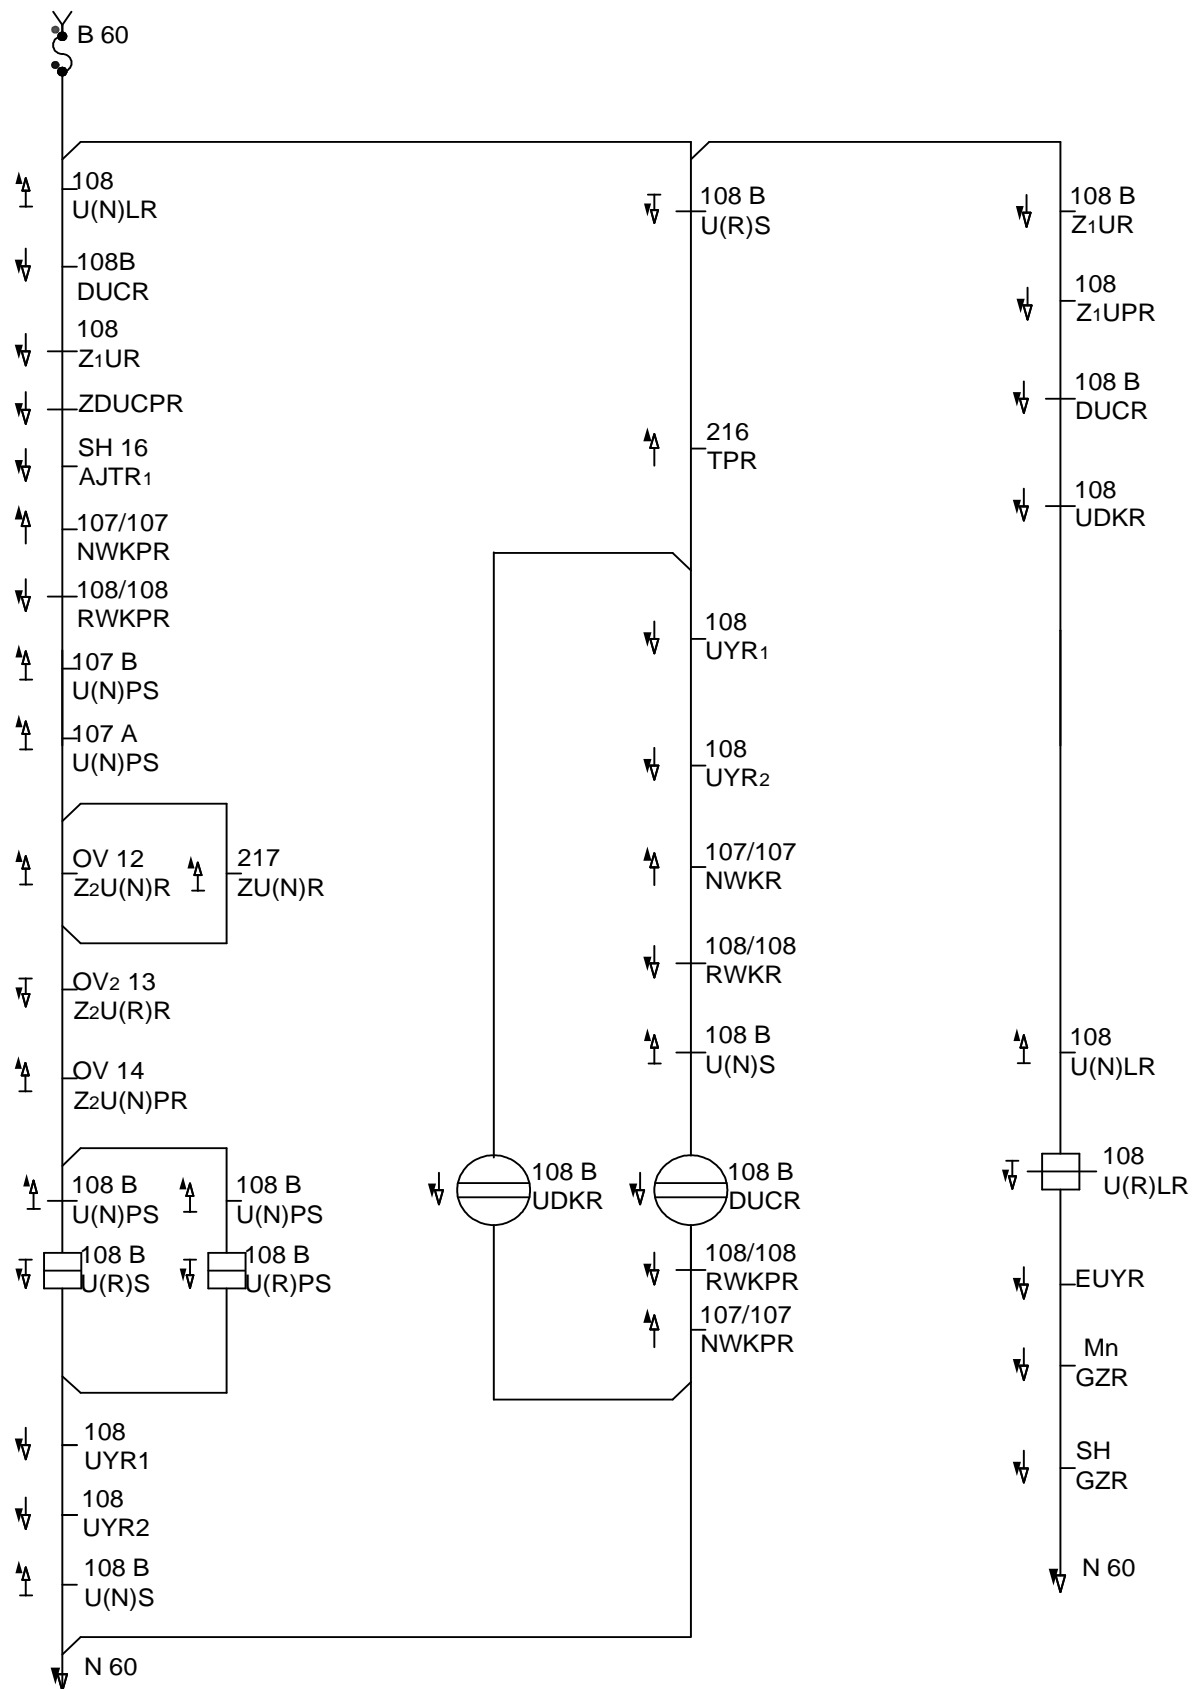 B 60
108
U(N)LR
108B
DUCR
108
Z1UR
ZDUCPR
SH 16
AJTR1
107/107
NWKPR
108/108
RWKPR
107 B
U(N)PS
107 A
U(N)PS
OV 12
Z2U(N)R
217
ZU(N)R
OV2 13
Z2U(R)R
OV 14
Z2U(N)PR
108 B
U(N)PS
108 B
U(N)PS
108 B
U(R)S
108 B
U(R)PS
108
UYR1
108
UYR2
108 B
U(N)S
N 60
108 B
U(R)S
216
TPR
108
UYR1
108
UYR2
107/107
NWKR
108/108
RWKR
108 B
U(N)S
108 B
UDKR
108 B
DUCR
108/108
RWKPR
107/107
NWKPR
108 B
Z1UR
108
Z1UPR
108 B
DUCR
108
UDKR
108
U(N)LR
108
U(R)LR
EUYR
Mn
GZR
SH
GZR
N 60